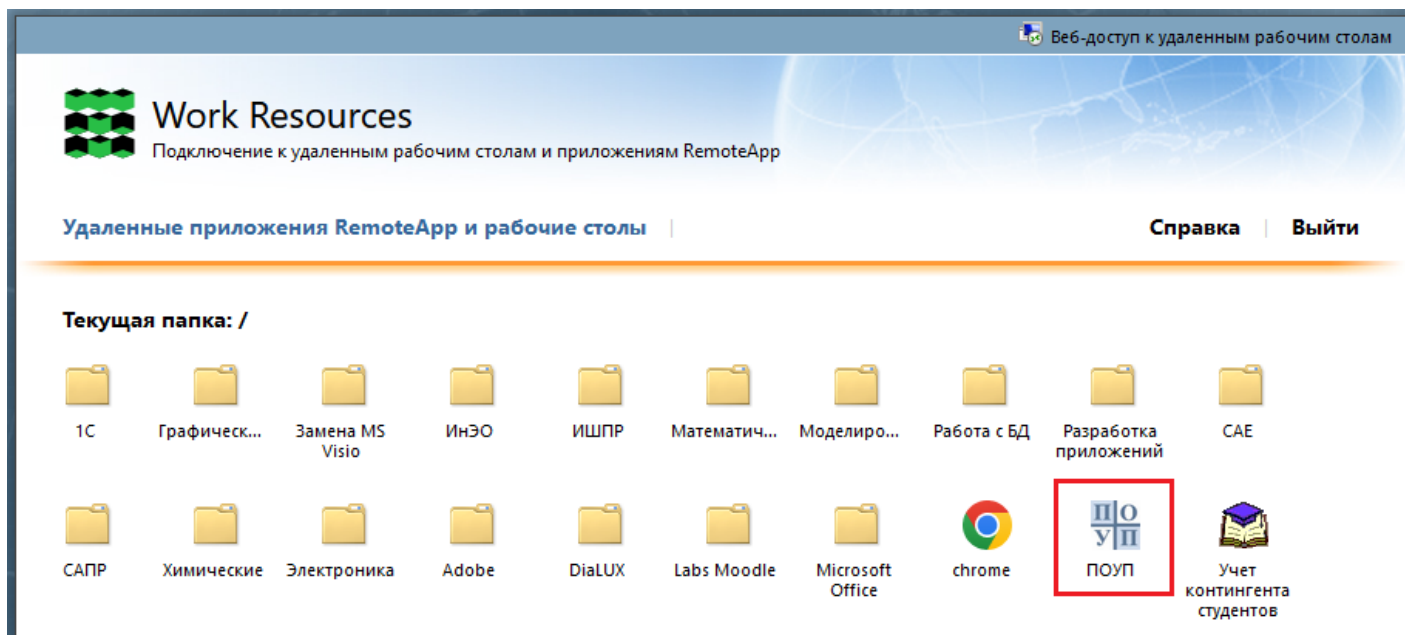 Веб-доступ к удаленным рабочим столам
Work Resources
Подключение к удаленным рабочим столам и приложениям RemoteApp
Удаленные приложения RemoteApp и рабочие столы |
Справка | Выйти
Текущая папка: /
1С
Графическ...
Замена MS
Visio
ИнЭО
ИШПР
Математич...
Моделиро...
Работа с БД
Разработка
приложений
CAE
САПР
Химические
Электроника
Adobe
DiaLUX
Labs Moodle
Microsoft
Office
chrome
ПО
УП
ПОУП
Учет
контингента
студентов